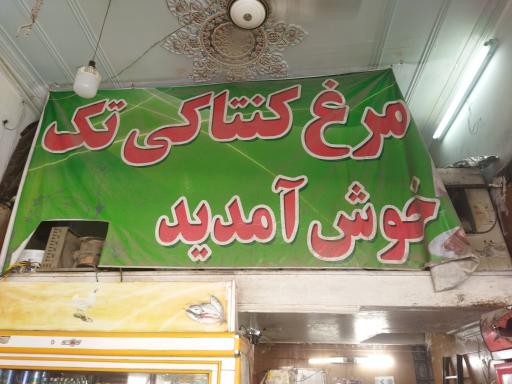 مرغ کنتاکی تک
خوش آمدید